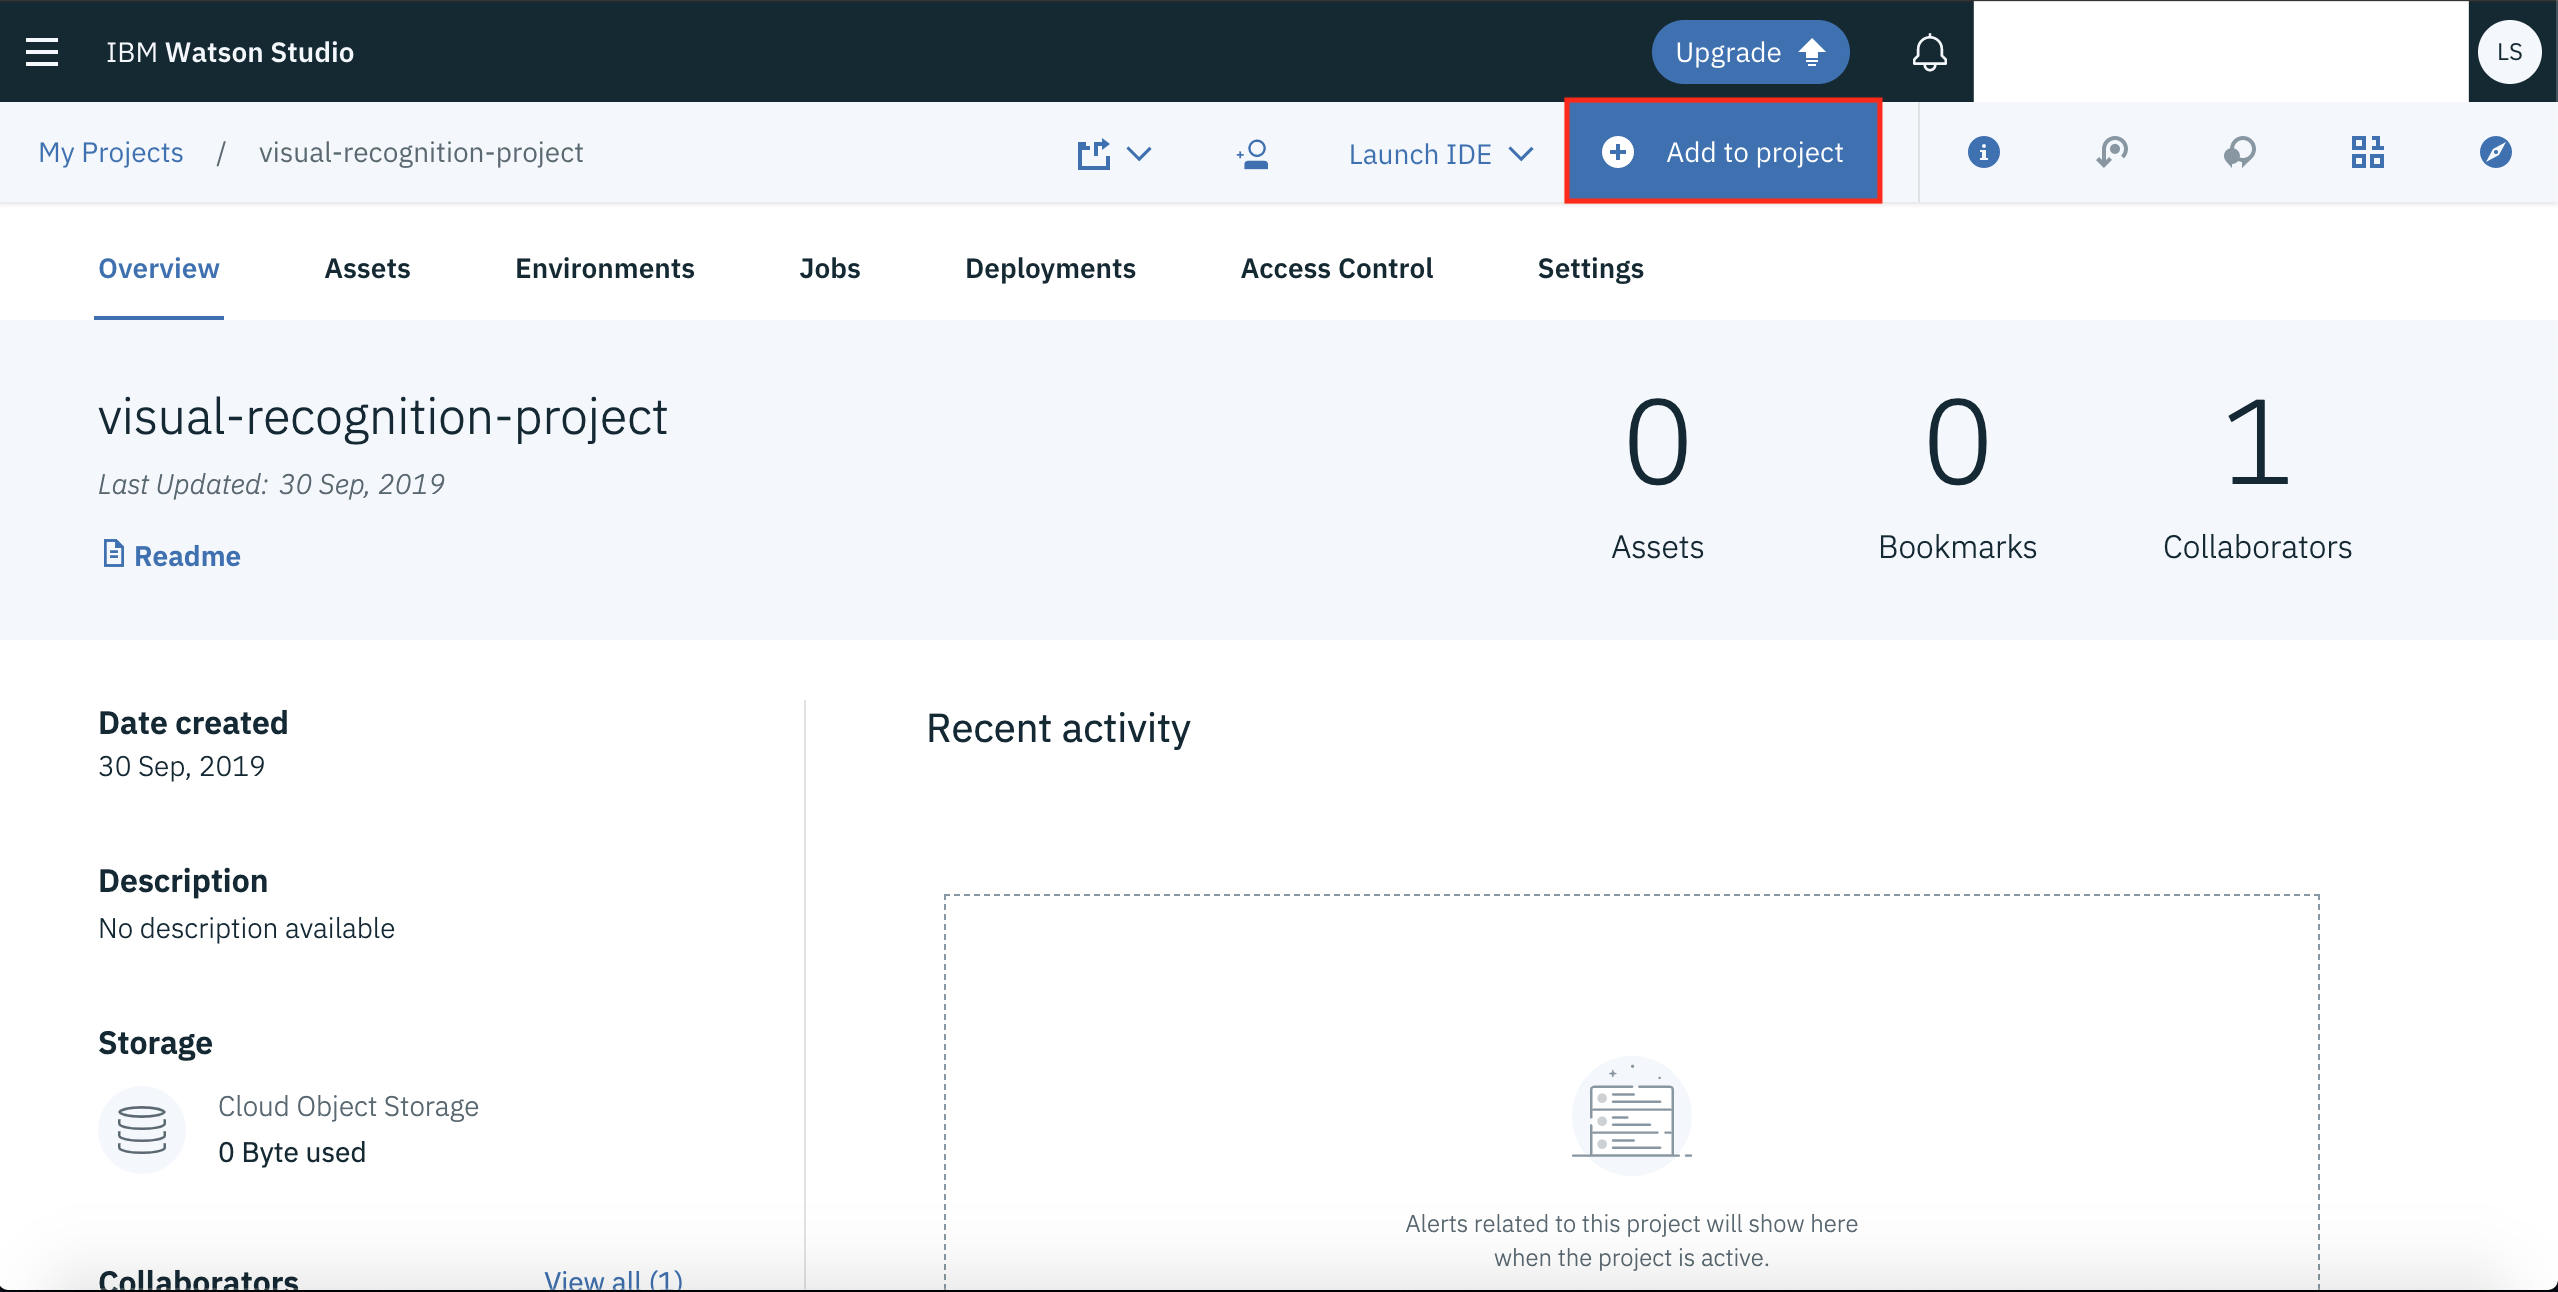 IBM Watson Studio
Upgrade
LS
My Projects / visual-recognition-project
Launch IDE
Add to project
Overview
Assets
Environments
Jobs
Deployments
Access Control
Settings
visual-recognition-project
Last Updated: 30 Sep, 2019
Readme
0
Assets
0
Bookmarks
1
Collaborators
Date created
30 Sep, 2019
Description
No description available
Storage
Cloud Object Storage
0 Byte used
Collaborators
View all (1)
Recent activity
Alerts related to this project will show here
when the project is active.